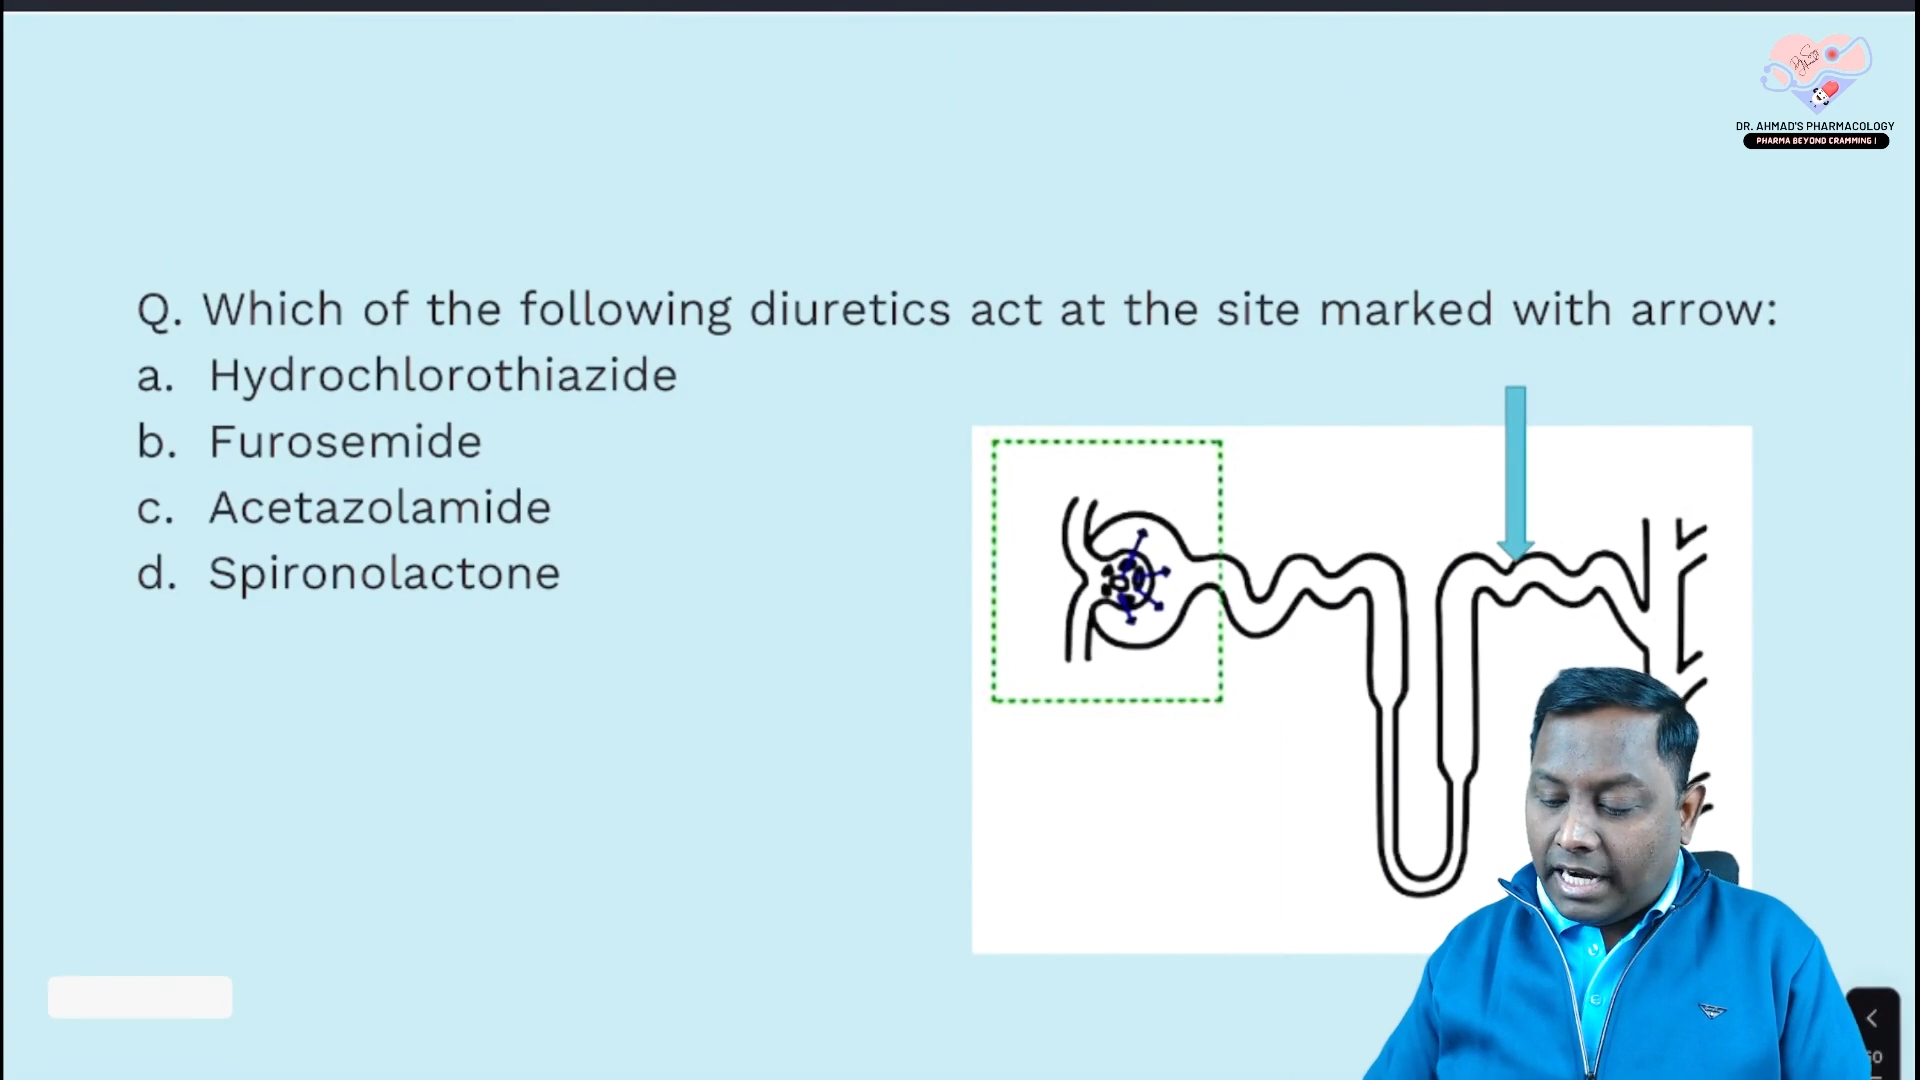 DR. AHMAD'S PHARMACOLOGY
PHARMA BEYOND CRAMMING !
Q. Which of the following diuretics act at the site marked with arrow:
a. Hydrochlorothiazide
b. Furosemide
c. Acetazolamide
d. Spironolactone